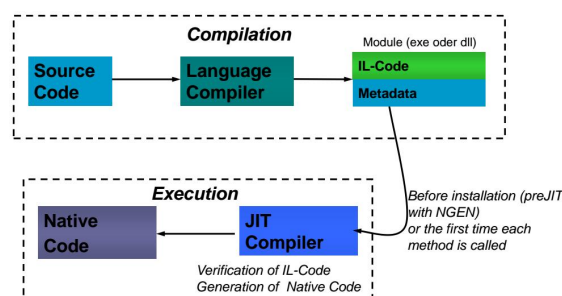 Compilation
Module (exe oder dll)
Source
Code
Language
Compiler
IL-Code
Metadata
Before installation (preJIT
with NGEN)
or the first time each
method is called
Execution
Native
Code
JIT
Compiler
Verification of IL-Code
Generation of Native Code